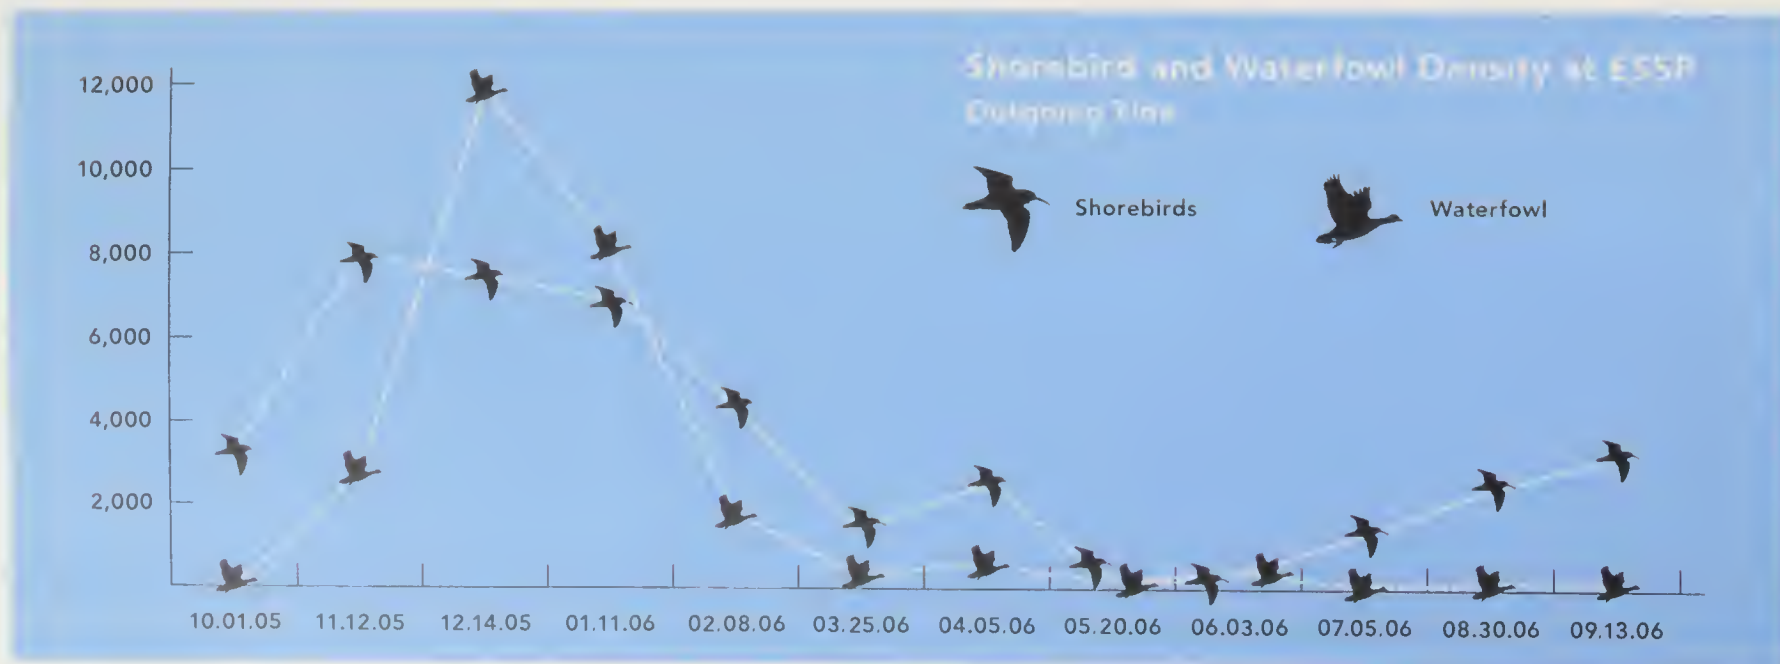 Shorebird and Waterfowl Density at ESSP
Outgoing Tide
Shorebirds
Waterfowl
12,000
10,000
8,000
6,000
4,000
2,000
10.01.05 11.12.05 12.14.05 01.11.06 02.08.06 03.25.06 04.05.06 05.20.06 06.03.06 07.05.06 08.30.06 09.13.06